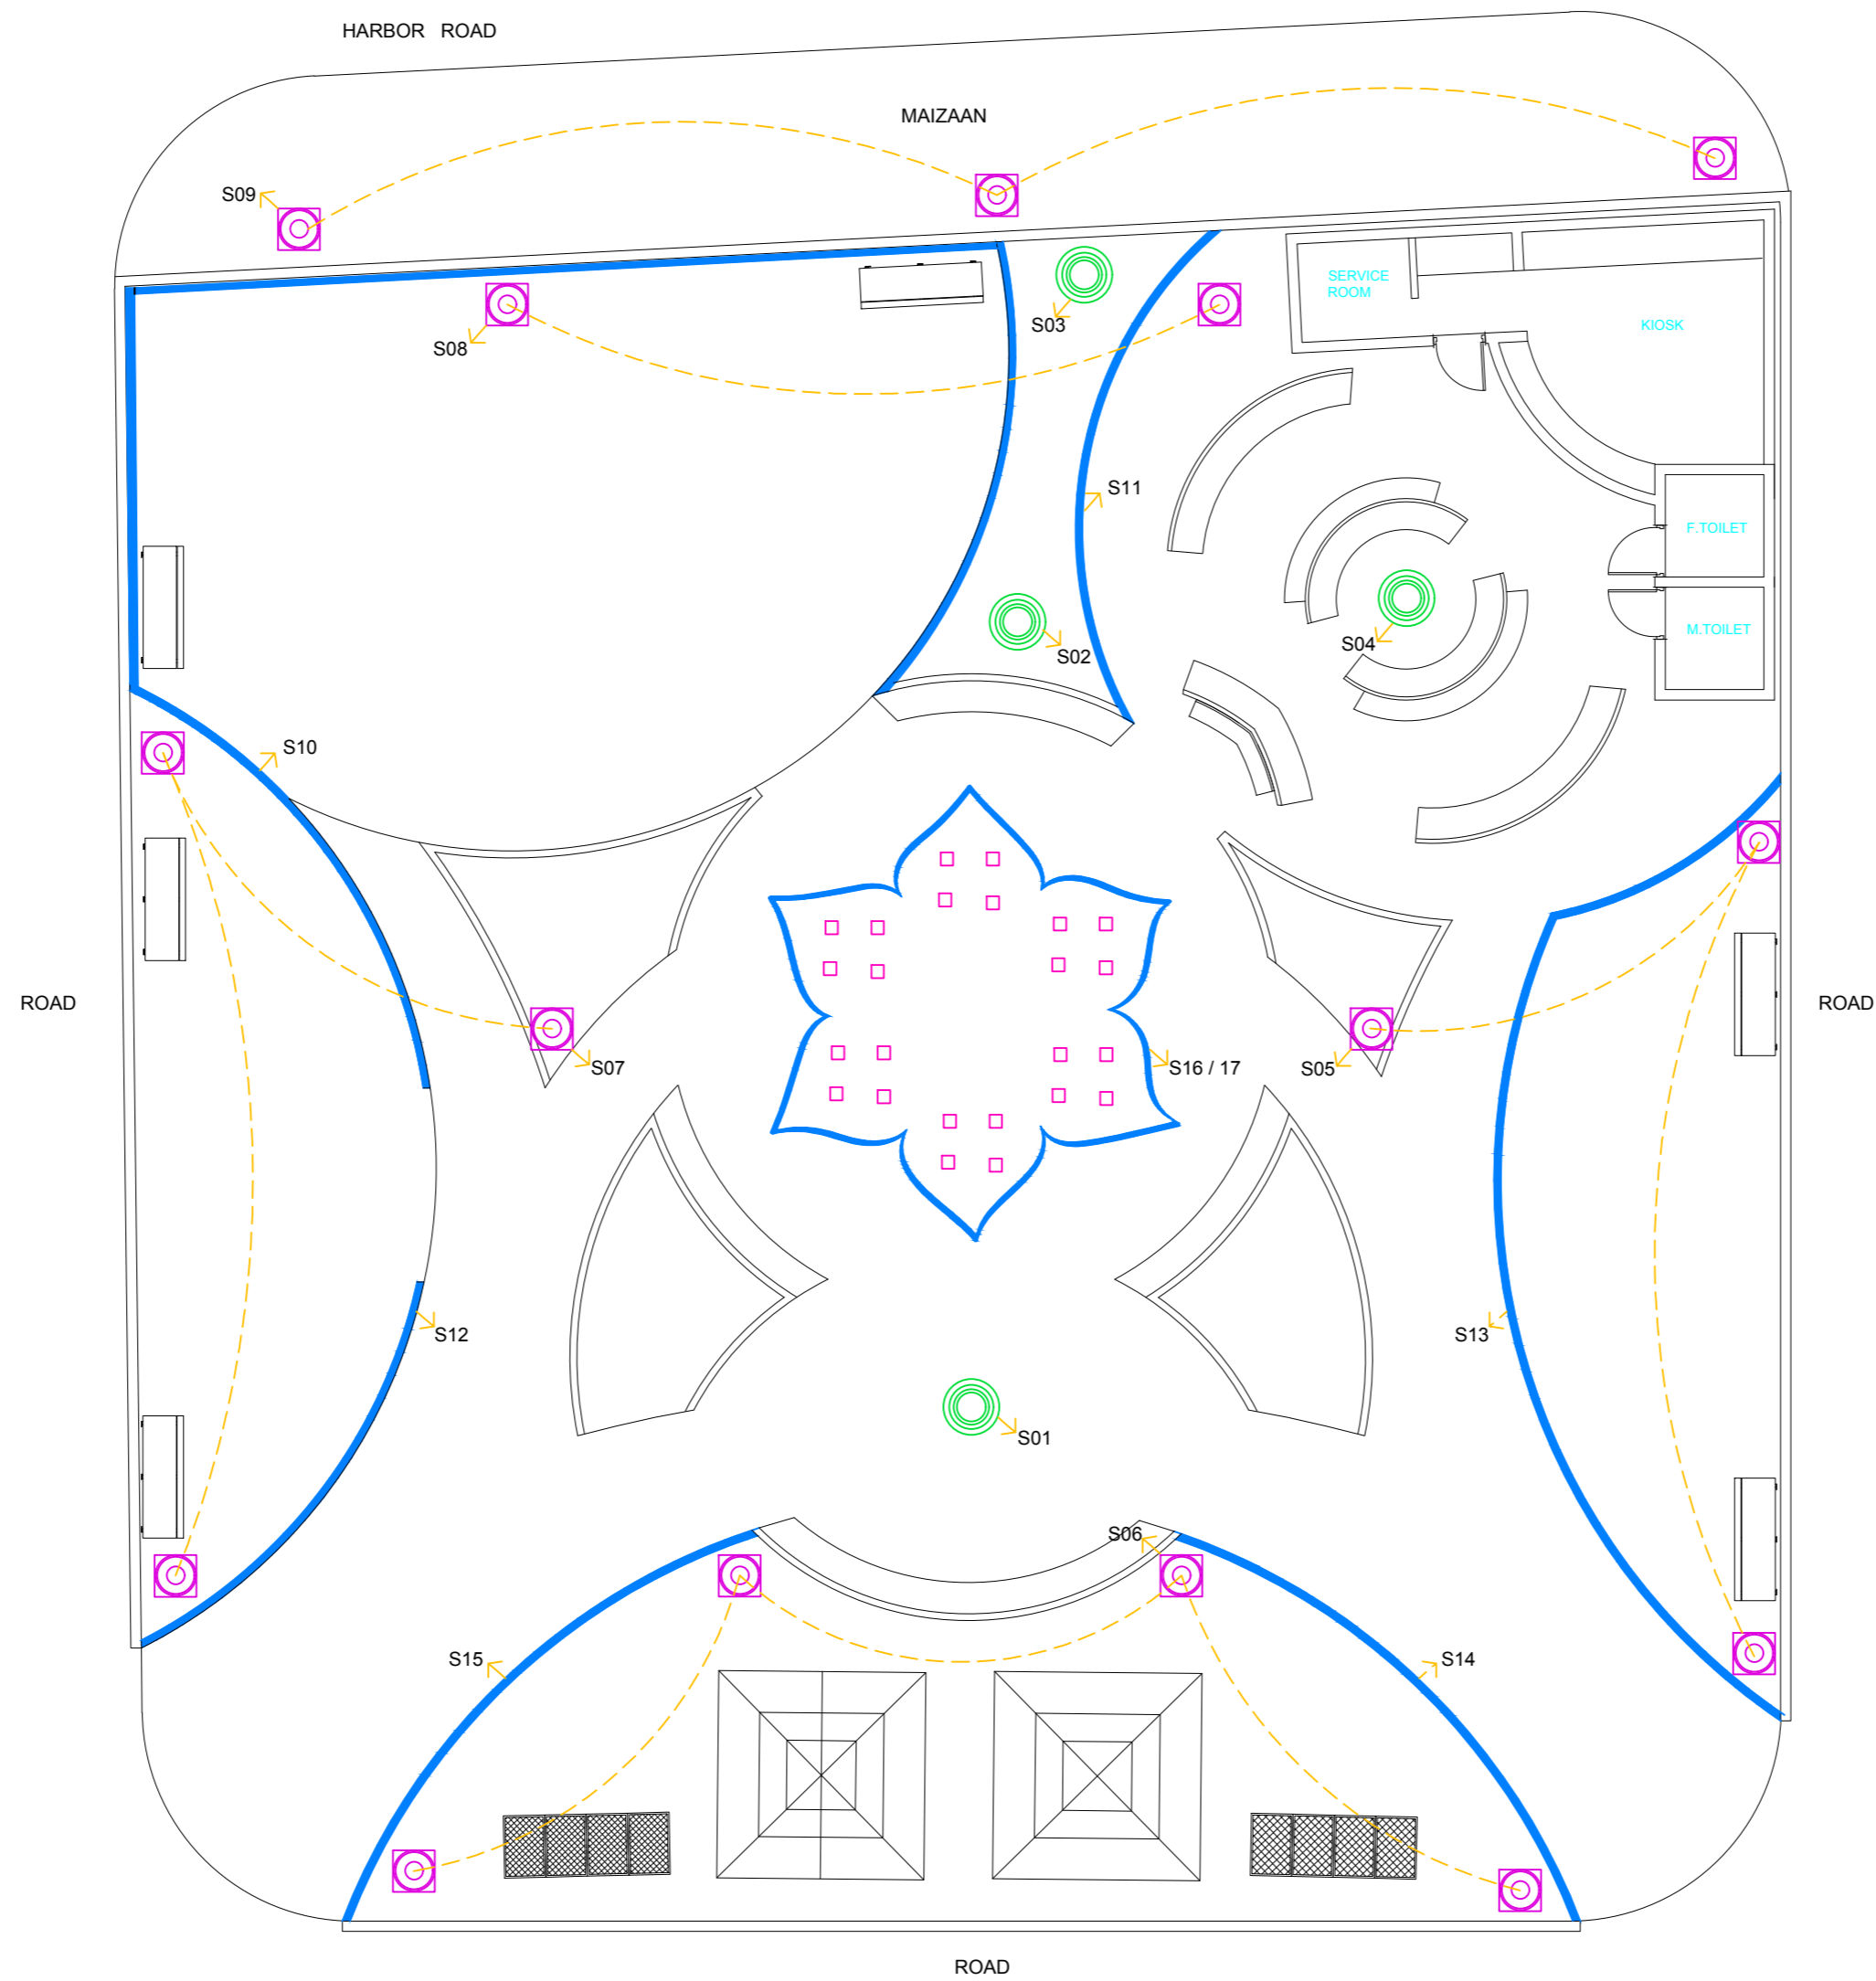 HARBOR ROAD
MAIZAAN
S09
SERVICE
ROOM
S03
KIOSK
S08
S11
F.TOILET
M.TOILET
S04
S02
S10
ROAD
ROAD
S07
S16 / 17
S05
S12
S13
S01
S06
S15
S14
ROAD